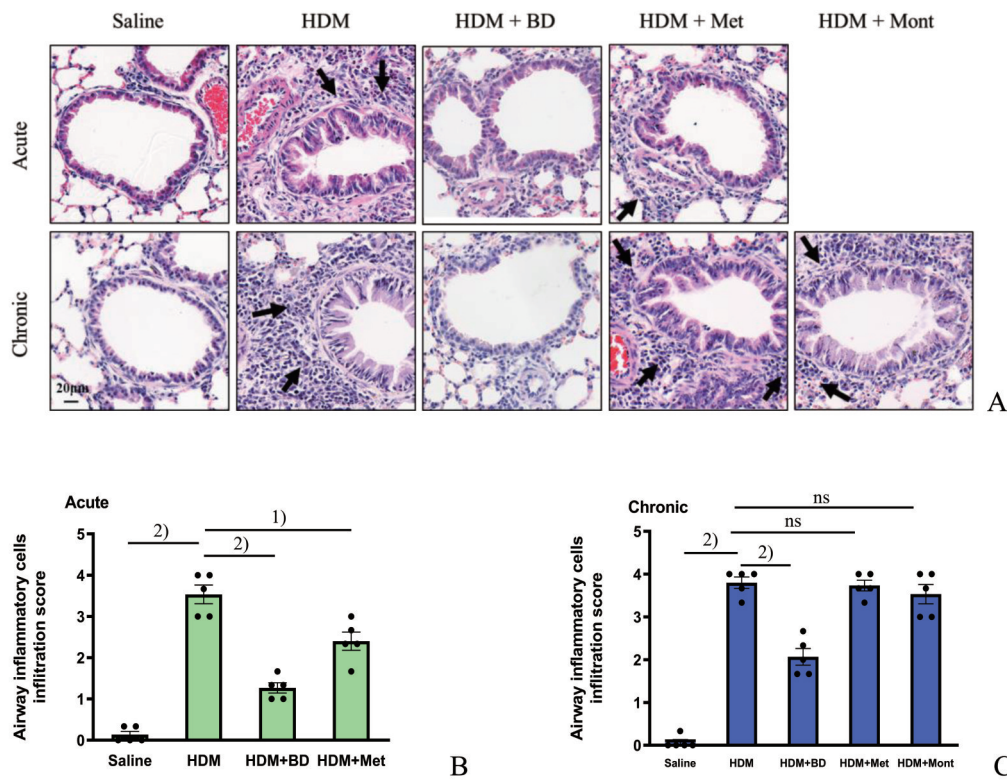 Saline
HDM
HDM + BD
HDM + Met
HDM + Mont
Acute
Chronic
20μm
A
Acute
Airway inflammatory cells
inflitration score
5
4
3
2
1
0
2)
2)
1)
Saline
HDM
HDM+BD
HDM+Met
B
Chronic
Airway inflammatory cells
inflitration score
5
4
3
2
1
0
2)
2)
ns
ns
Saline
HDM
HDM+BD
HDM+Met
HDM+Mont
C